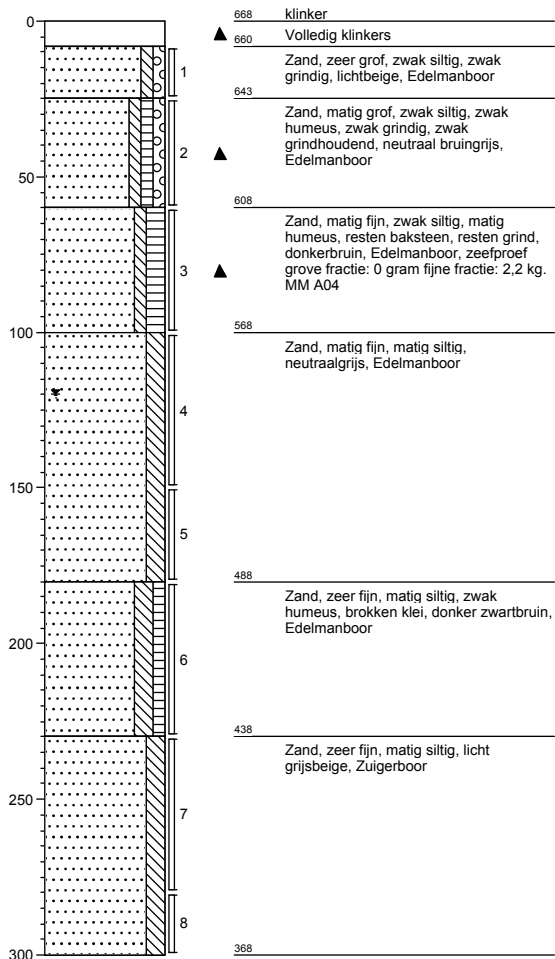 0
50
100
150
200
250
300
1
2
3
4
5
6
7
8
668 klinker
660 Volledig klinkers
Zand, zeer grof, zwak siltig, zwak
grindig, lichtbeige, Edelmanboor
643
Zand, matig grof, zwak siltig, zwak
humeus, zwak grindig, zwak
grindhoudend, neutraal bruingrijs,
Edelmanboor
608
Zand, matig fijn, zwak siltig, matig
humeus, resten baksteen, resten grind,
donkerbruin, Edelmanboor, zeefproef
grove fractie: 0 gram fijne fractie: 2,2 kg.
MM A04
568
Zand, matig fijn, matig siltig,
neutraalgrijs, Edelmanboor
488
Zand, zeer fijn, matig siltig, zwak
humeus, brokken klei, donker zwartbruin,
Edelmanboor
438
Zand, zeer fijn, matig siltig, licht
grijsbeige, Zuigerboor
368